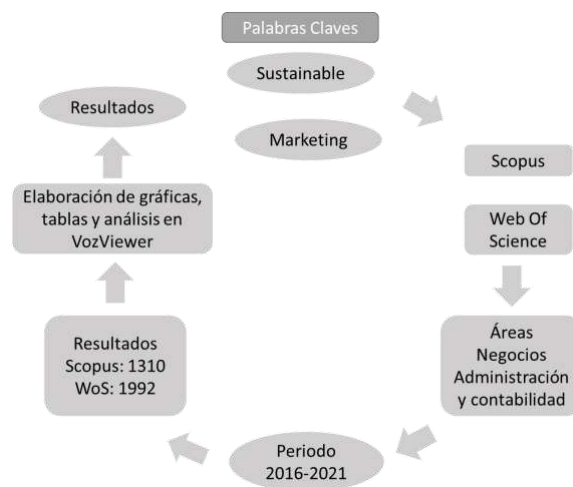 Palabras Claves
Sustainable
Marketing
Scopus
Web Of
Science
Áreas
Negocios
Administración
y contabilidad
Periodo
2016-2021
Resultados
Scopus: 1310
WoS: 1992
Elaboración de gráficas,
tablas y análisis en
VozViewer
Resultados